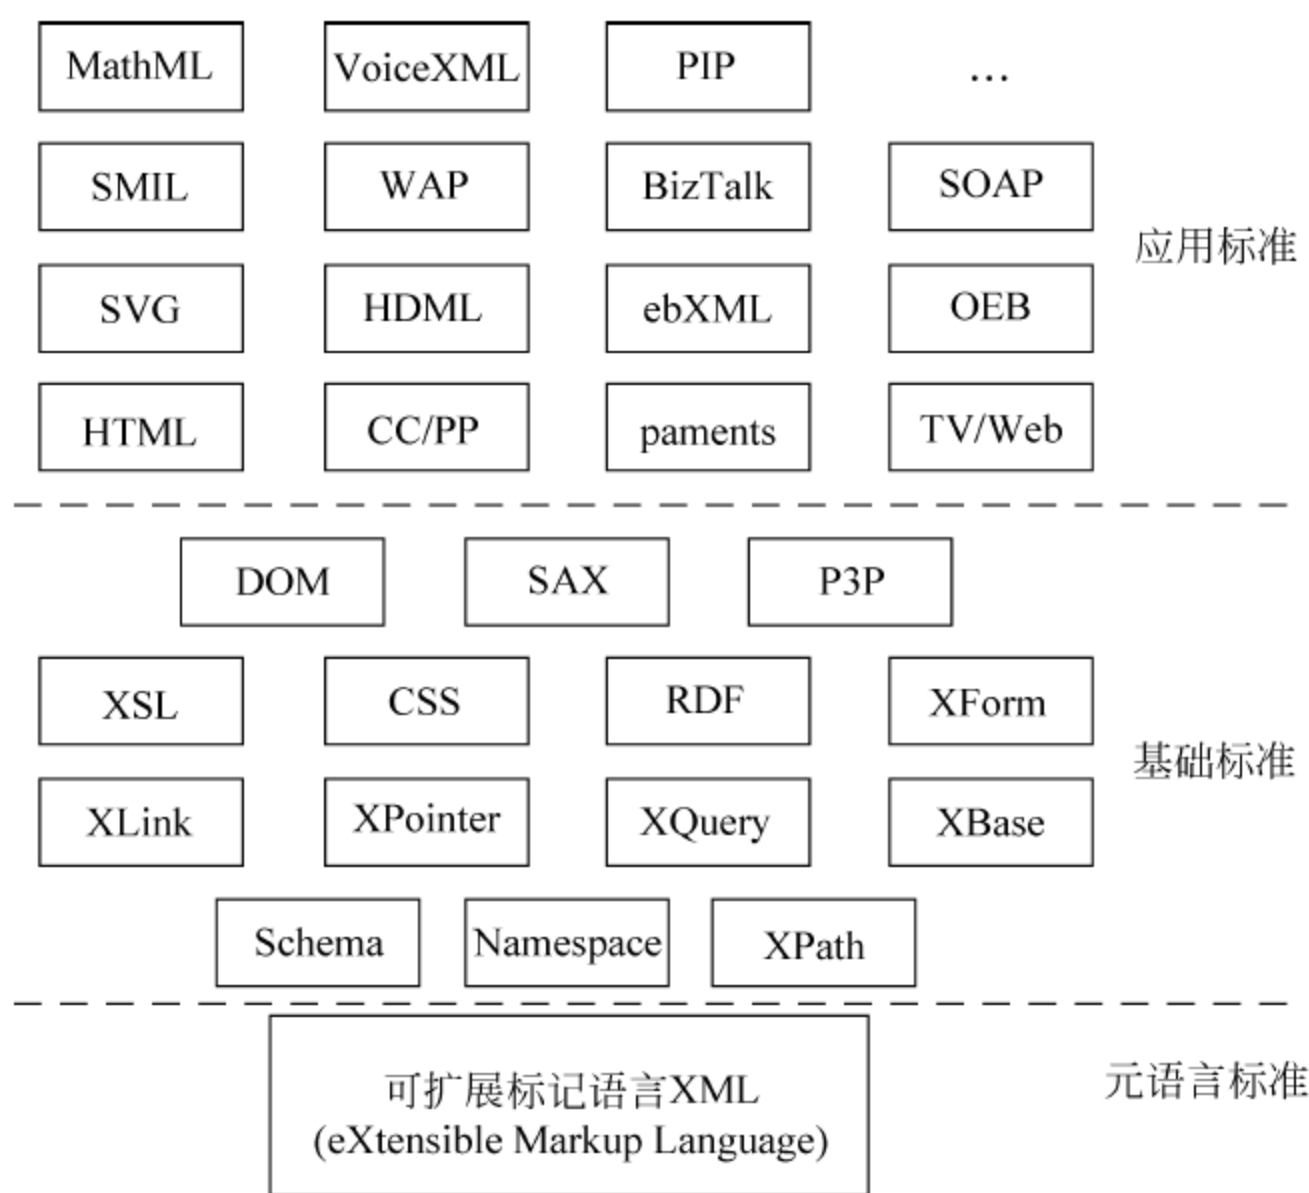 MathML VoiceXML PIP …
SMIL WAP BizTalk SOAP
应用标准
SVG HDML ebXML OEB
HTML CC/PP paments TV/Web
DOM SAX P3P
XSL CSS RDF XForm
基础标准
XLink XPointer XQuery XBase
Schema Namespace XPath
元语言标准
可扩展标记语言XML
(eXtensible Markup Language)